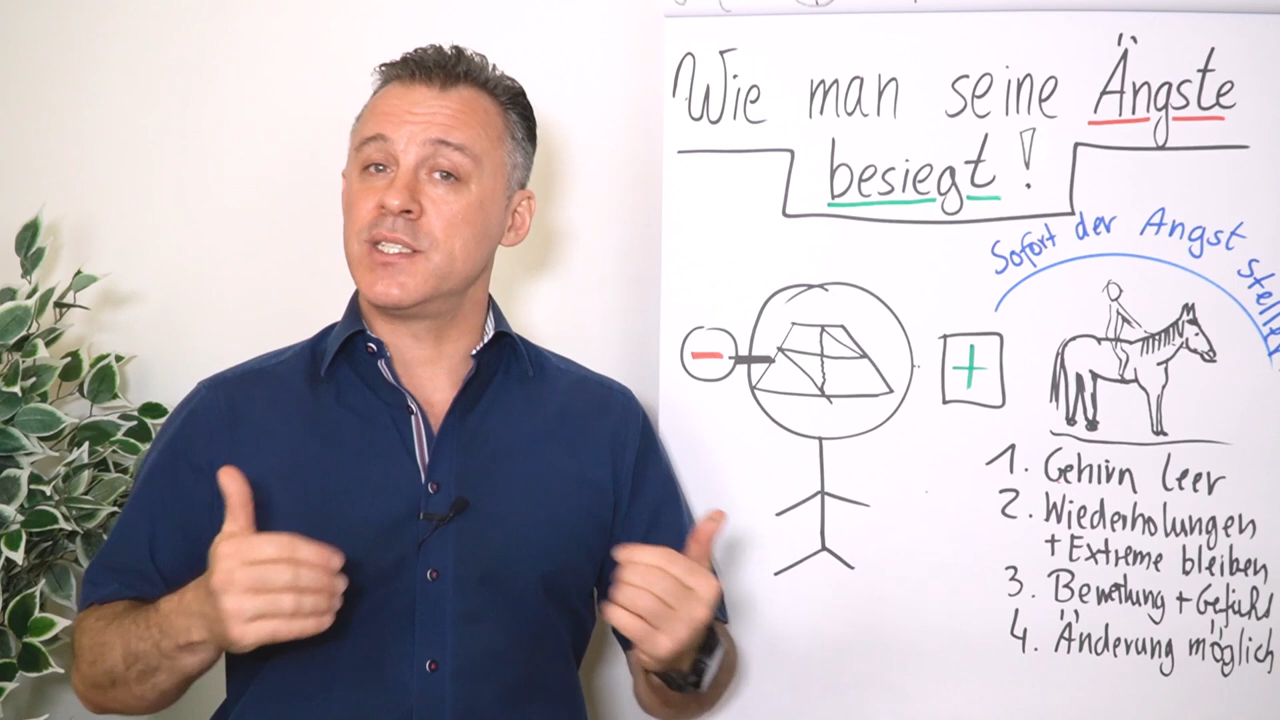 Wie man seine Ängste
besiegt!
Sofort der Angst stellen
−
+
1. Gehirn leer
2. Wiederholungen
+ Extreme bleiben
3. Bewertung + Gefühl
4. Änderung möglich